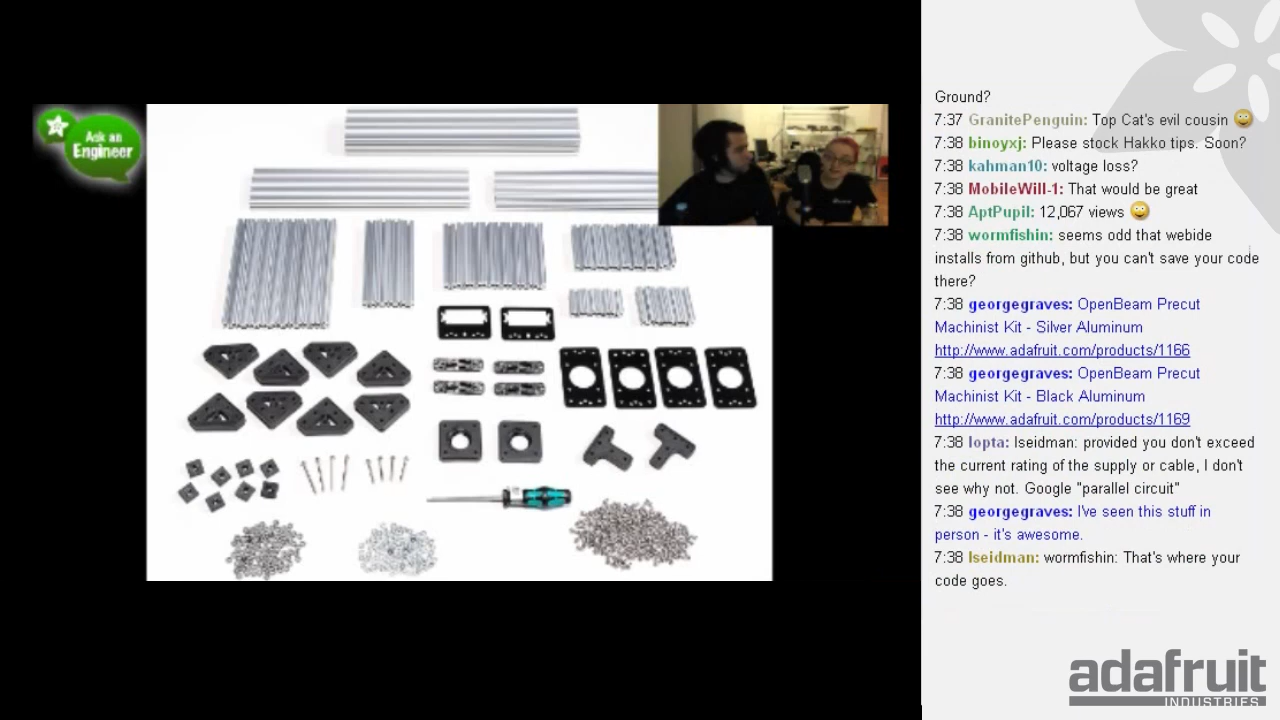 Ask an
Engineer
Ground?
7:37 GranitePenguin: Top Cat's evil cousin
7:38 binoyxj: Please stock Hakko tips. Soon?
7:38 kahman10: voltage loss?
7:38 MobileWill-1: That would be great
7:38 AptPupil: 12,067 views
7:38 wormfishin: seems odd that webide
installs from github, but you can't save your code
there?
7:38 georgegraves: OpenBeam Precut
Machinist Kit - Silver Aluminum
http://www.adafruit.com/products/1166
7:38 georgegraves: OpenBeam Precut
Machinist Kit - Black Aluminum
http://www.adafruit.com/products/1169
7:38 lopta: lseidman: provided you don't exceed
the current rating of the supply or cable, I don't
see why not. Google "parallel circuit"
7:38 georgegraves: I've seen this stuff in
person - it's awesome.
7:38 lseidman: wormfishin: That's where your
code goes.
adafruit
INDUSTRIES